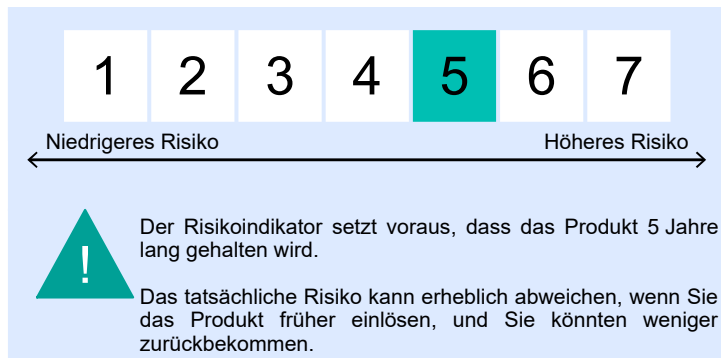 1 2 3 4 5 6 7
Niedrigeres Risiko Höheres Risiko
!
Der Risikoindikator setzt voraus, dass das Produkt 5 Jahre
lang gehalten wird.
Das tatsächliche Risiko kann erheblich abweichen, wenn Sie
das Produkt früher einlösen, und Sie könnten weniger
zurückbekommen.